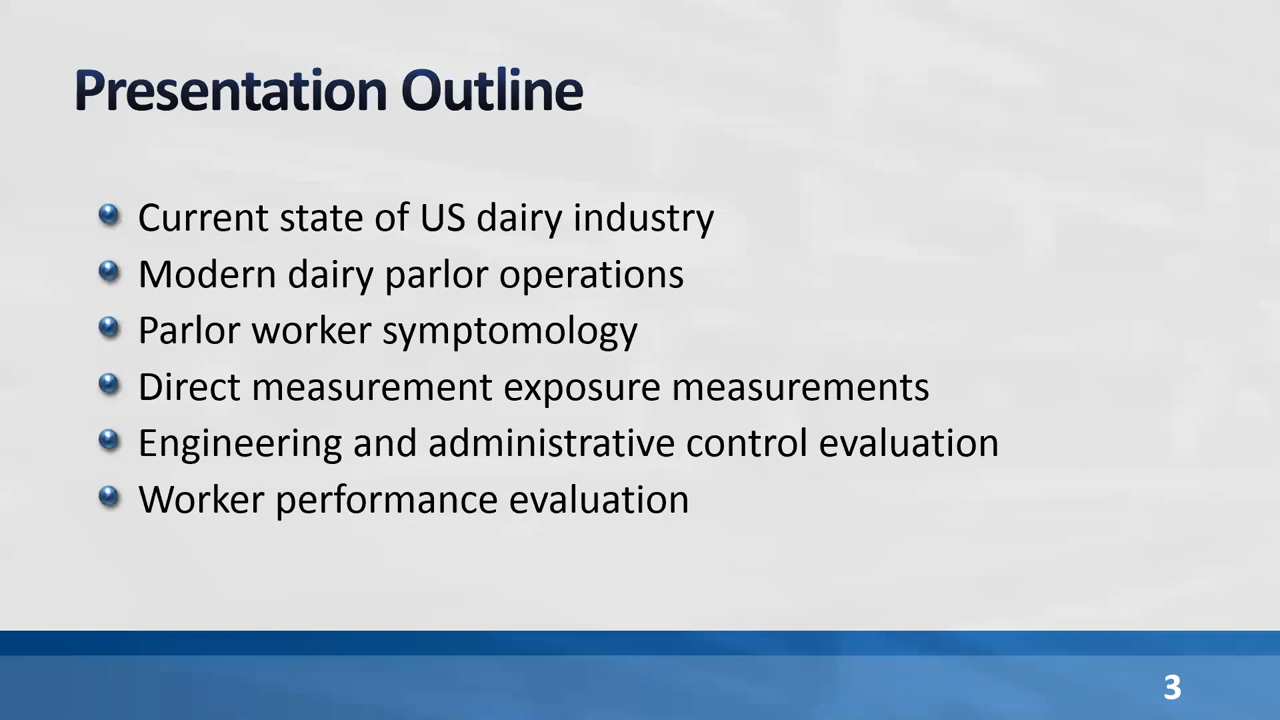 Presentation Outline
Current state of US dairy industry
Modern dairy parlor operations
Parlor worker symptomology
Direct measurement exposure measurements
Engineering and administrative control evaluation
Worker performance evaluation
3